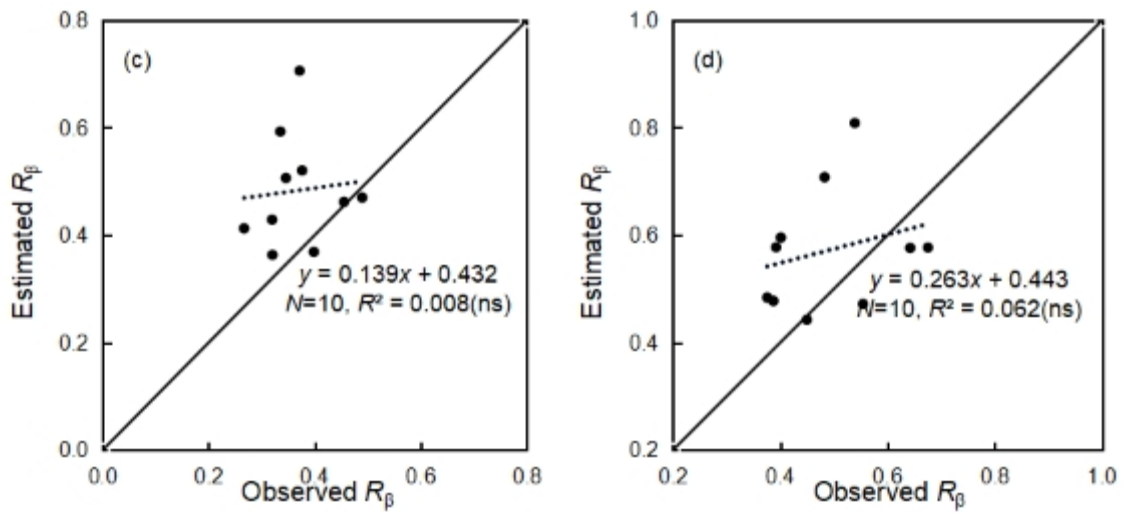 (c)
0.8
0.6
0.4
0.2
0.0
Estimated Rβ
y = 0.139x + 0.432
N=10, R² = 0.008(ns)
0.0 0.2 0.4 0.6 0.8
Observed Rβ
(d)
1.0
0.8
0.6
0.4
0.2
Estimated Rβ
y = 0.263x + 0.443
N=10, R² = 0.062(ns)
0.2 0.4 0.6 0.8 1.0
Observed Rβ